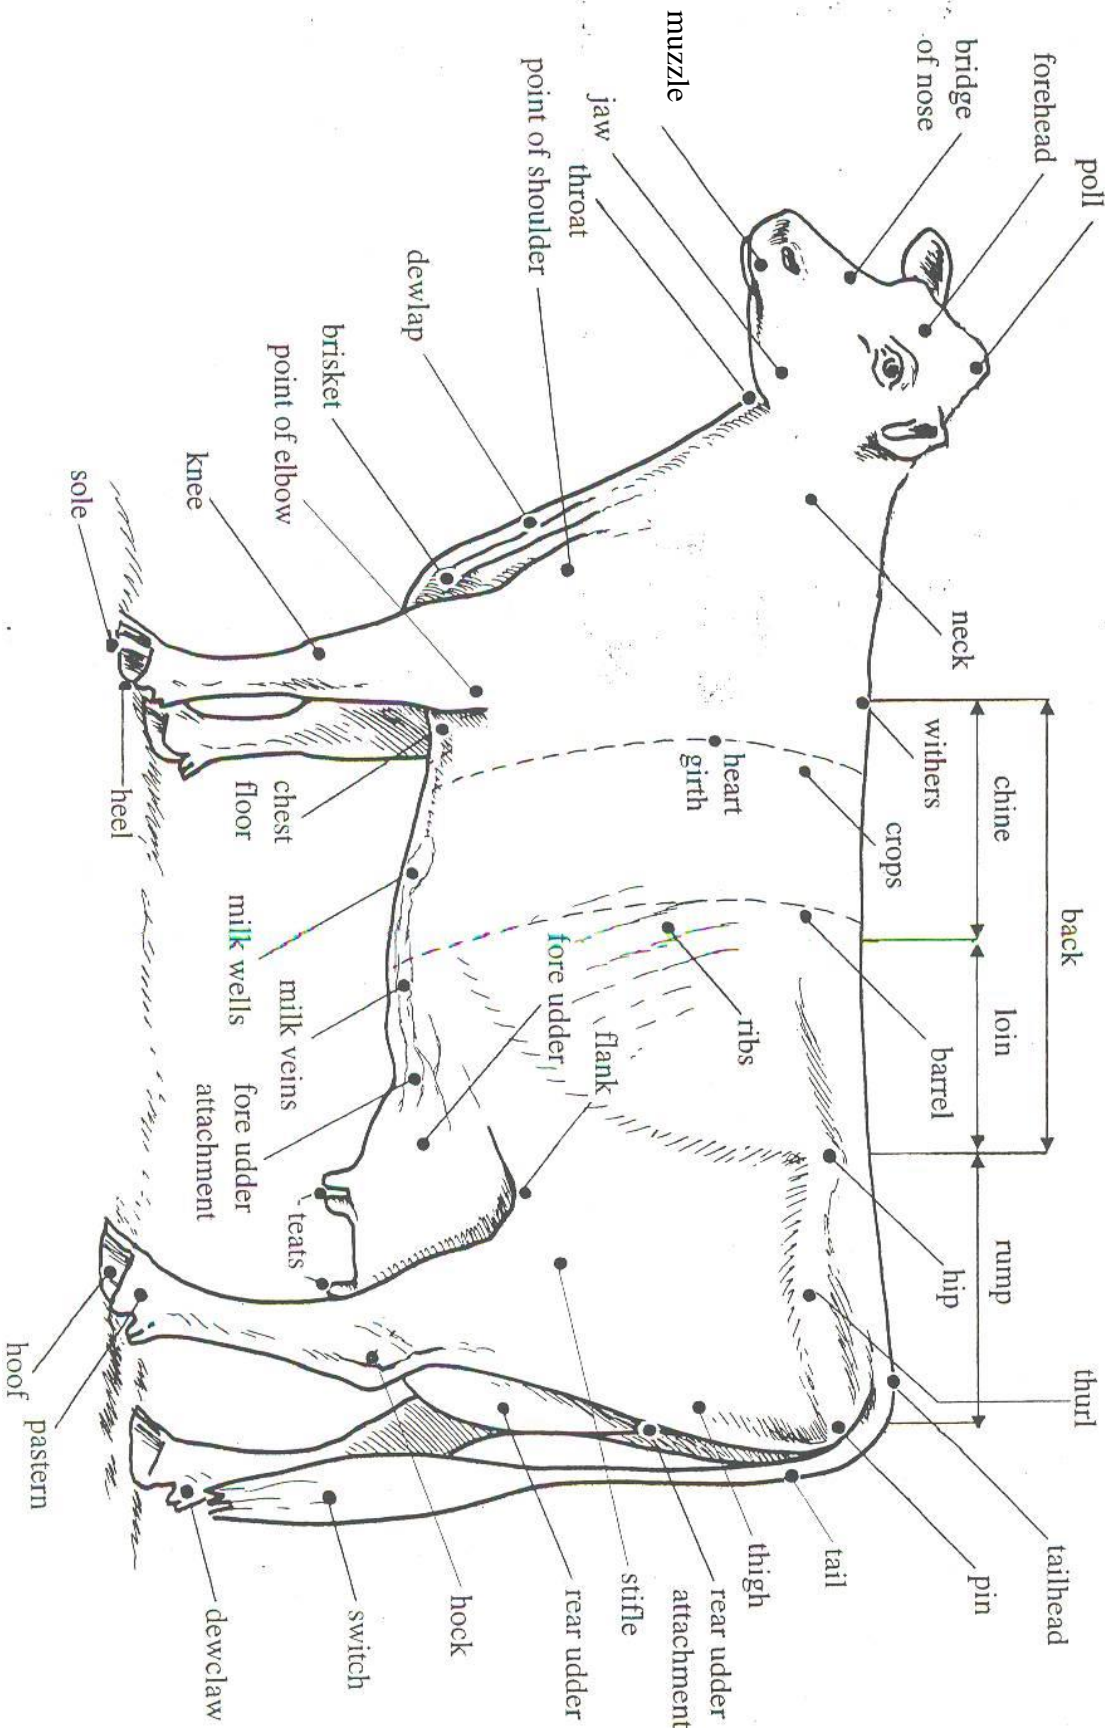 poll
forehead
bridge
of nose
muzzle
jaw
throat
point of shoulder
dewlap
brisket
point of elbow
knee
sole
heel
neck
withers
chine
back
loin
rump
crops
heart
girth
barrel
ribs
hip
thurl
tailhead
pin
tail
thigh
rear udder
attachment
stifle
rear udder
hock
switch
dewclaw
pastern
hoof
teats
flank
fore udder
fore udder
attachment
milk veins
milk wells
chest
floor